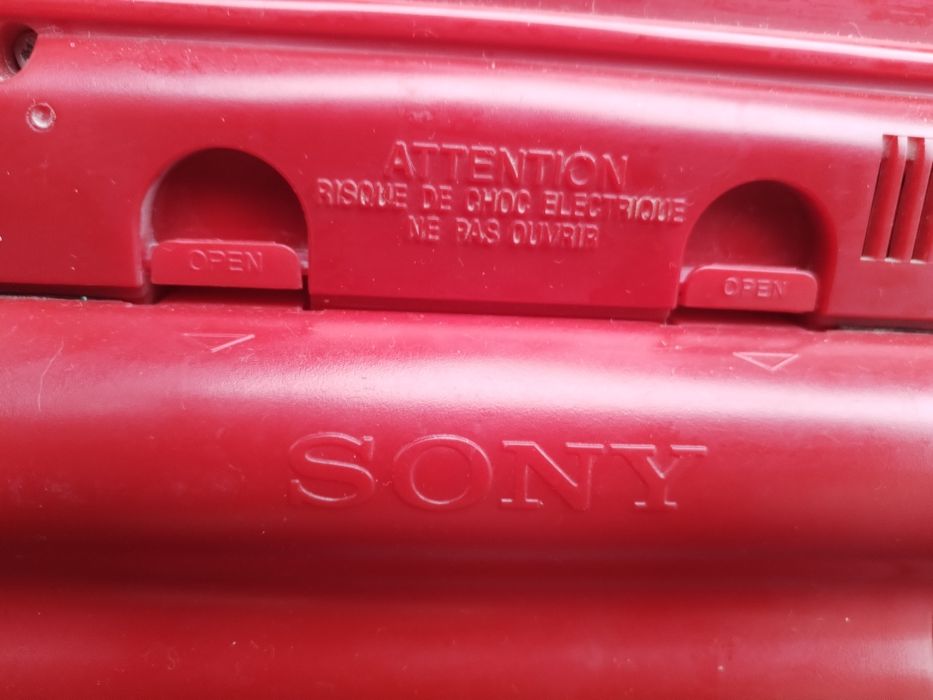 ATTENTION
RISQUE DE CHOC ELECTRIQUE
NE PAS OUVRIR
OPEN
OPEN
SONY